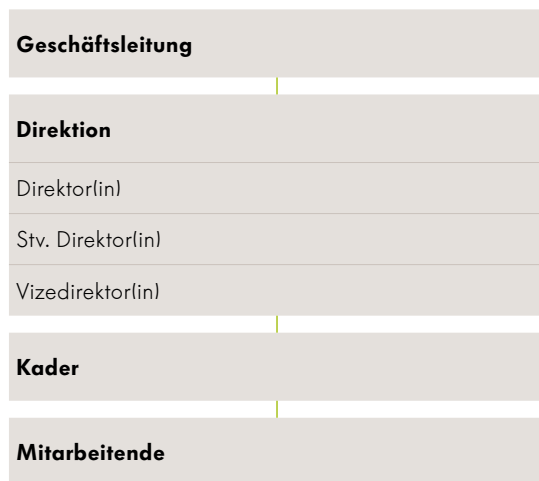 Geschäftsleitung
Direktion
Direktor(in)
Stv. Direktor(in)
Vizedirektor(in)
Kader
Mitarbeitende